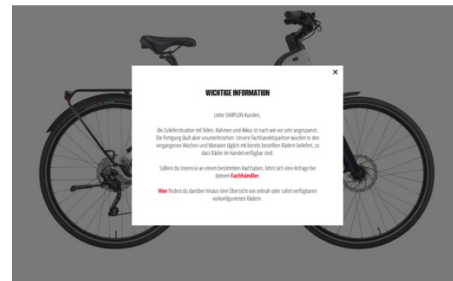 WICHTIGE INFORMATION
Liebe SIMPLON Kunden,
die Zuliefersituation mit Teilen, Rahmen und Akkus ist nach wie vor sehr angespannt.
Die Fertigung läuft aber ununterbrochen. Unsere Fachhandelspartner wurden in den
vergangenen Wochen und Monaten täglich mit bereits bestellten Rädern beliefert, so
dass Räder im Handel verfügbar sind.
Solltest du Interesse an einem bestimmten Rad haben, lohnt sich eine Anfrage bei
deinem Fachhändler.
Hier findest du darüber hinaus eine Übersicht von zeitnah oder sofort verfügbaren
vorkonfigurierten Rädern.